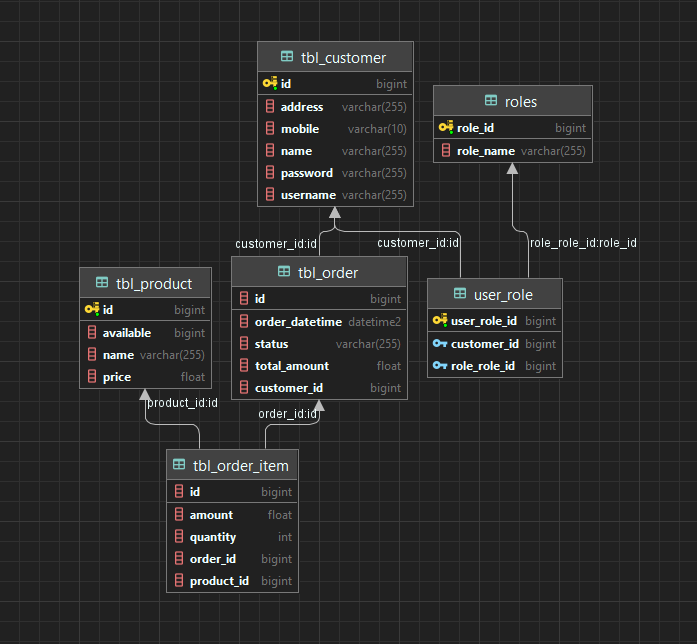 tbl_customer
id bigint
address varchar(255)
mobile varchar(10)
name varchar(255)
password varchar(255)
username varchar(255)
roles
role_id bigint
role_name varchar(255)
customer_id:id
customer_id:id
role_role_id:role_id
tbl_product
id bigint
available bigint
name varchar(255)
price float
tbl_order
id bigint
order_datetime datetime2
status varchar(255)
total_amount float
customer_id bigint
user_role
user_role_id bigint
customer_id bigint
role_role_id bigint
product_id:id
order_id:id
tbl_order_item
id bigint
amount float
quantity int
order_id bigint
product_id bigint